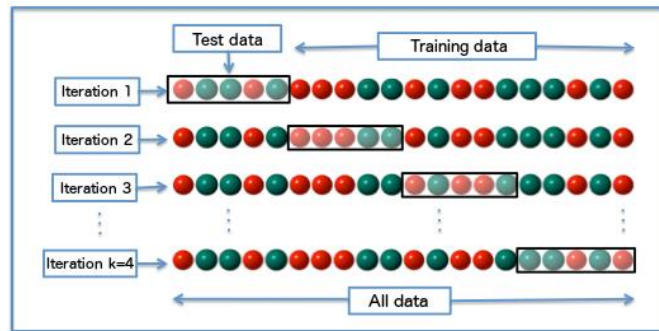 Test data
Training data
Iteration 1
Iteration 2
Iteration 3
Iteration k=4
All data